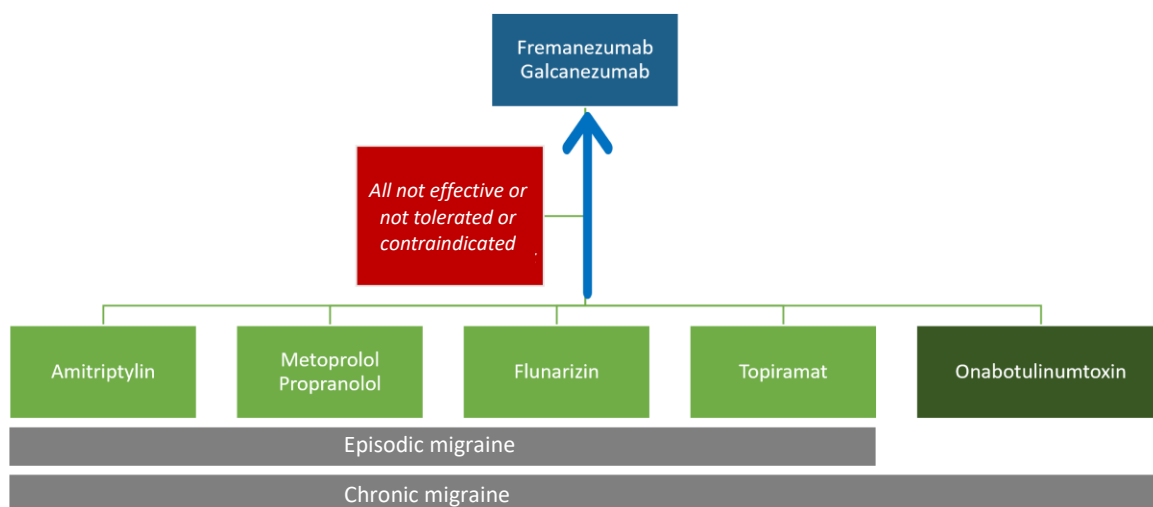 Fremanezumab
Galcanezumab
All not effective or
not tolerated or
contraindicated .
Amitriptylin
Metoprolol
Propranolol
Flunarizin
Topiramat
Onabotulinumtoxin
Episodic migraine
Chronic migraine